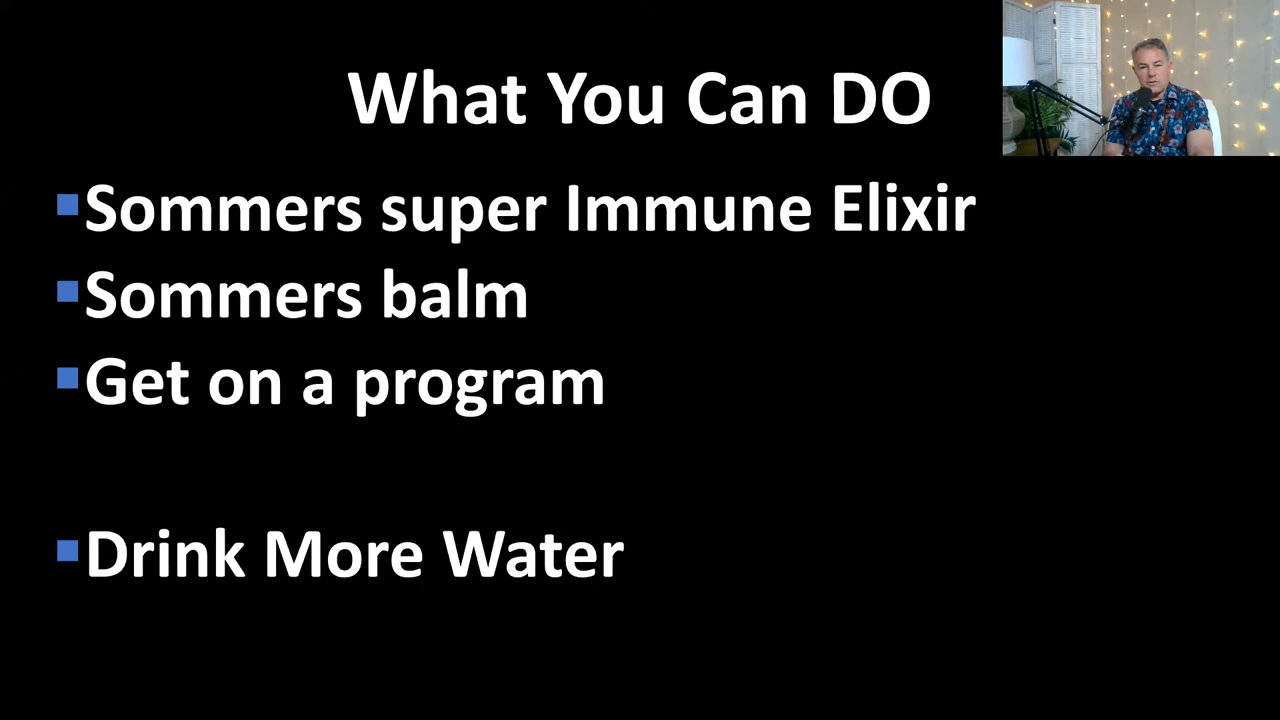 What You Can DO
Sommers super Immune Elixir
Sommers balm
Get on a program
Drink More Water